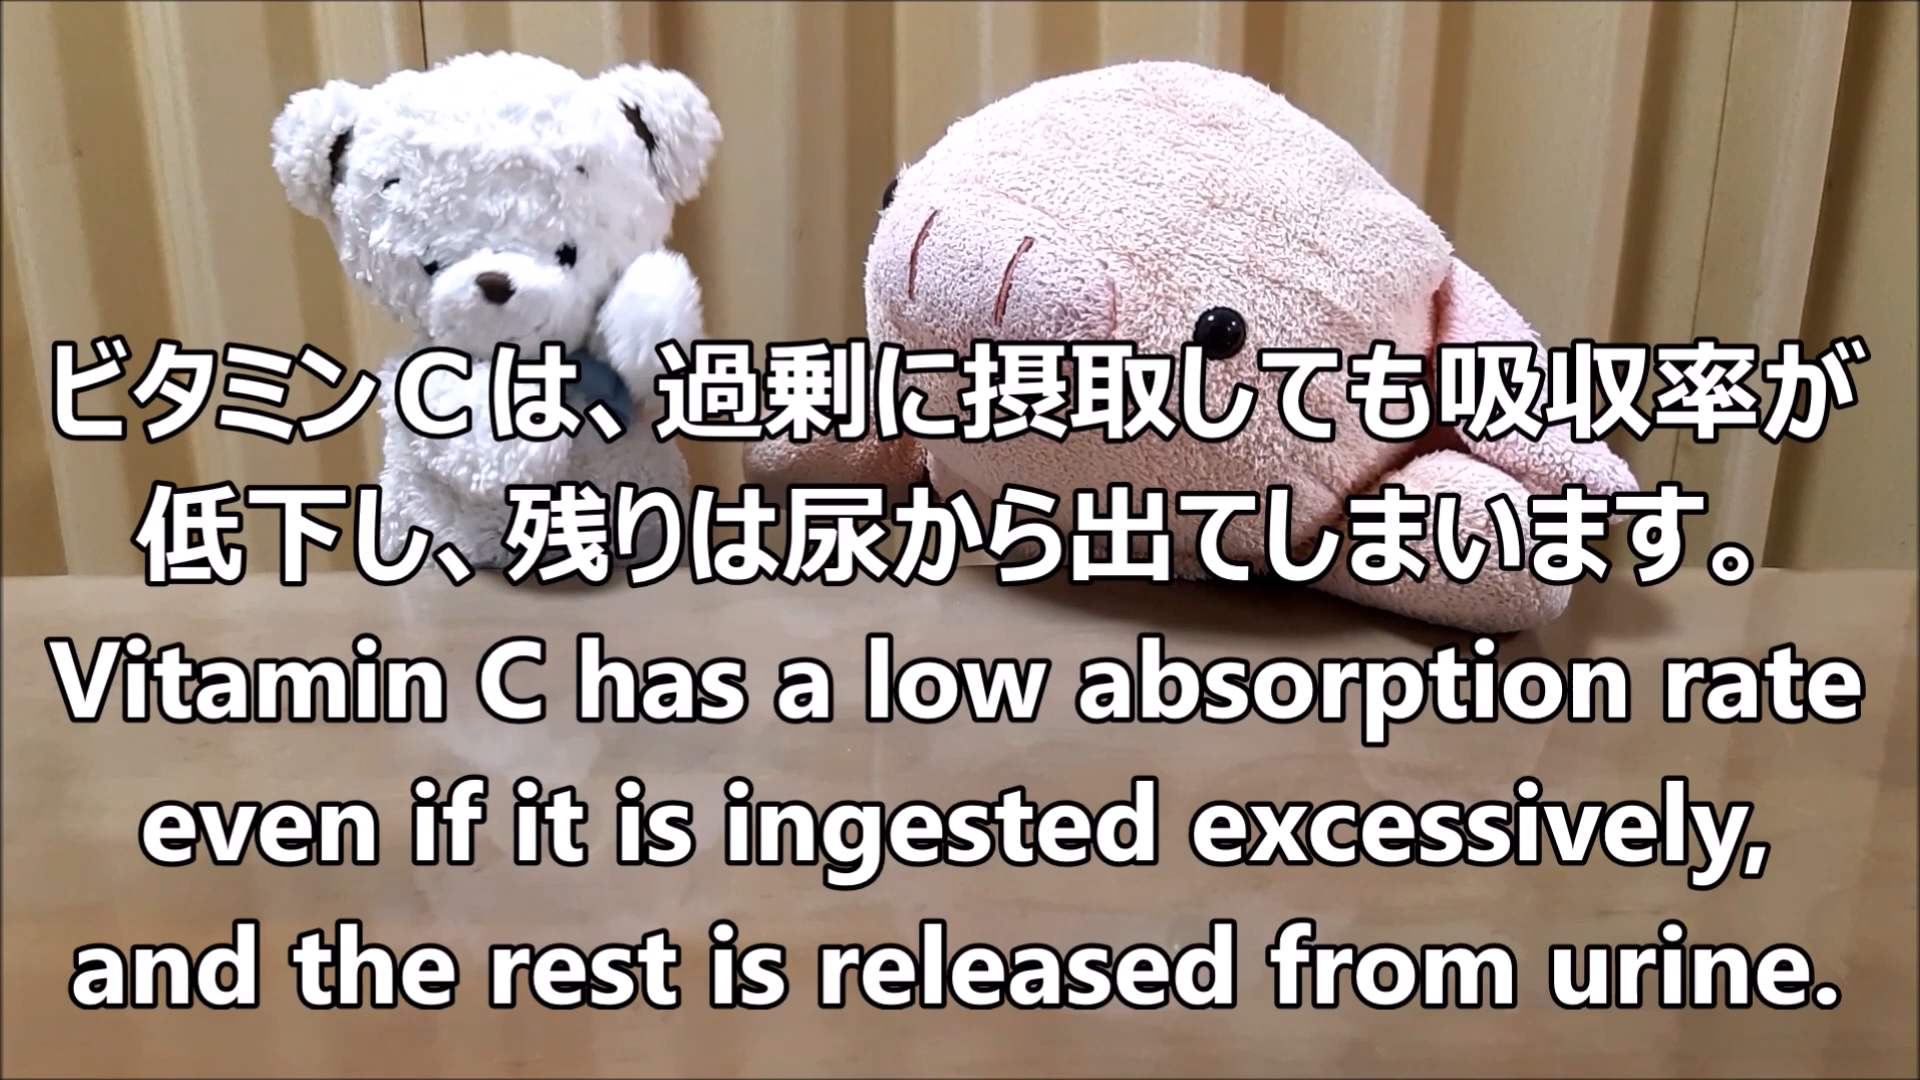 ビタミンCは、過剰に摂取しても吸収率が
低下し、残りは尿から出てしまいます。
Vitamin C has a low absorption rate
even if it is ingested excessively,
and the rest is released from urine.